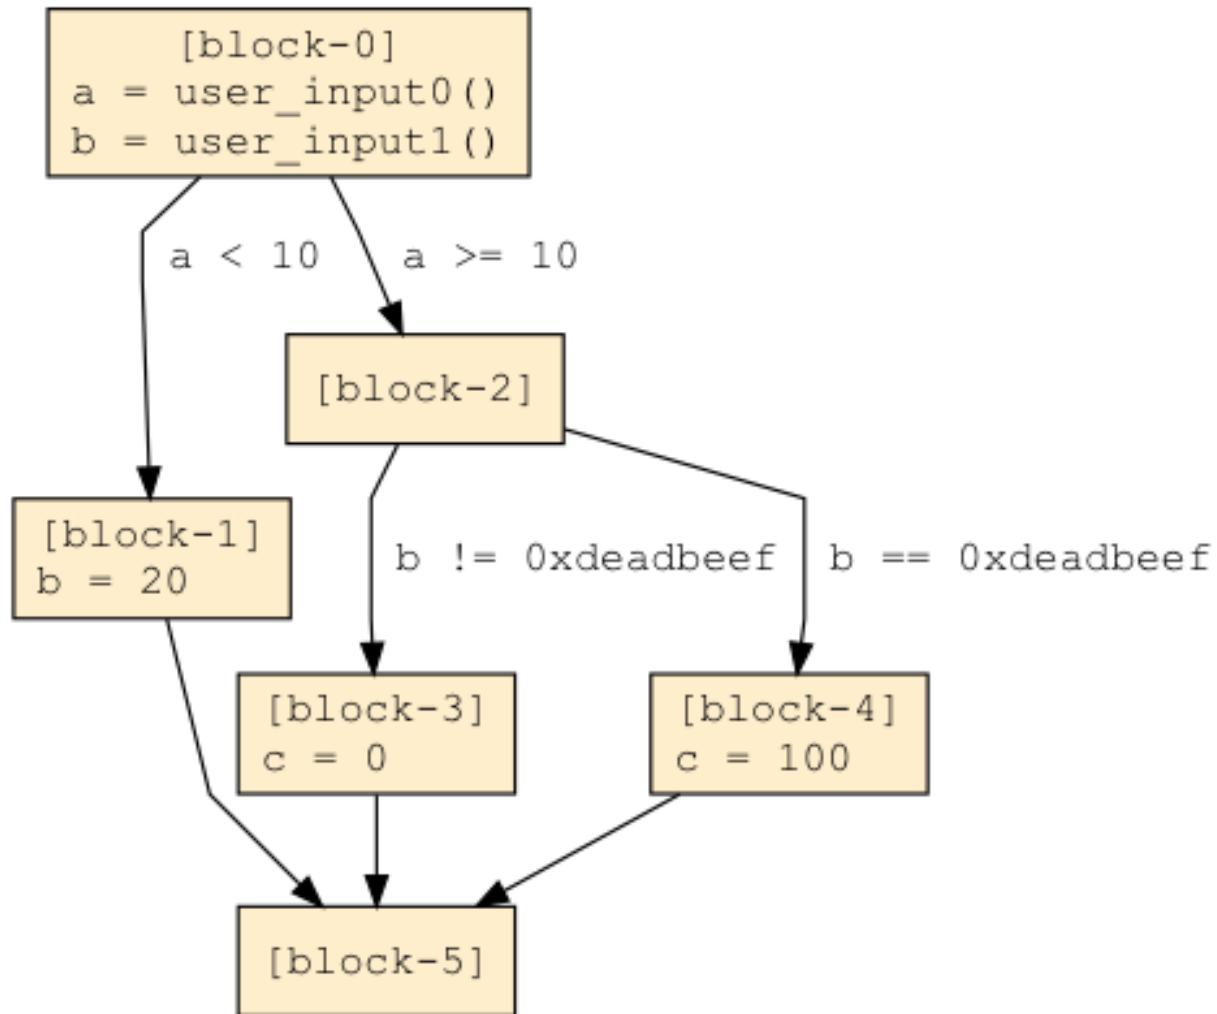 [block-0]
a = user_input0()
b = user_input1()
a < 10
a >= 10
[block-2]
[block-1]
b = 20
b != 0xdeadbeef
b == 0xdeadbeef
[block-3]
c = 0
[block-4]
c = 100
[block-5]